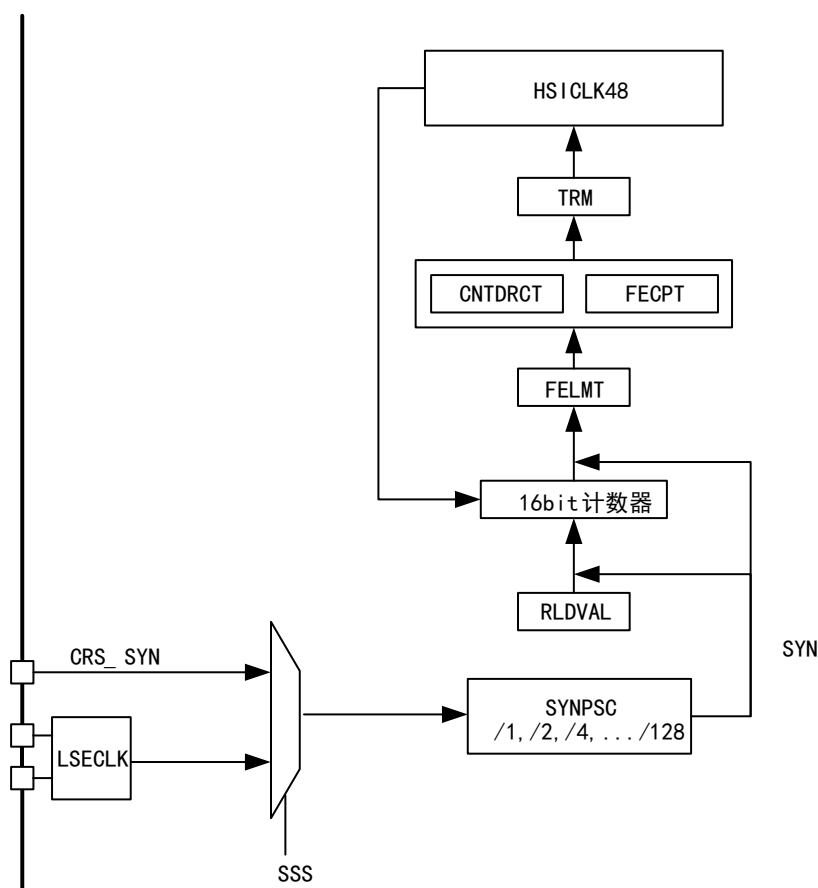 HSICLK48
TRM
CNTDRCT
FECPT
FELMT
16bit计数器
RLDVAL
SYN
CRS_ SYN
SYNPSC
/1,/2,/4,.../128
LSECLK
SSS